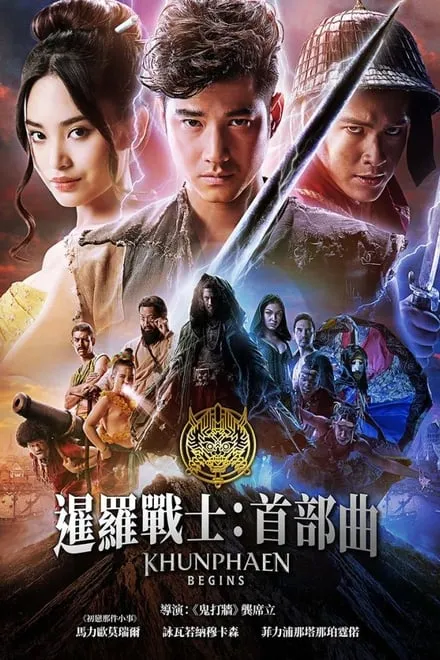 暹羅戰士：首部曲
KHUNPHAEN
BEGINS
導演：《鬼打牆》龔席立
《初戀那件小事》
馬力歐莫瑞爾 詠瓦若納穆卡森 菲力浦那塔那珀霆偌